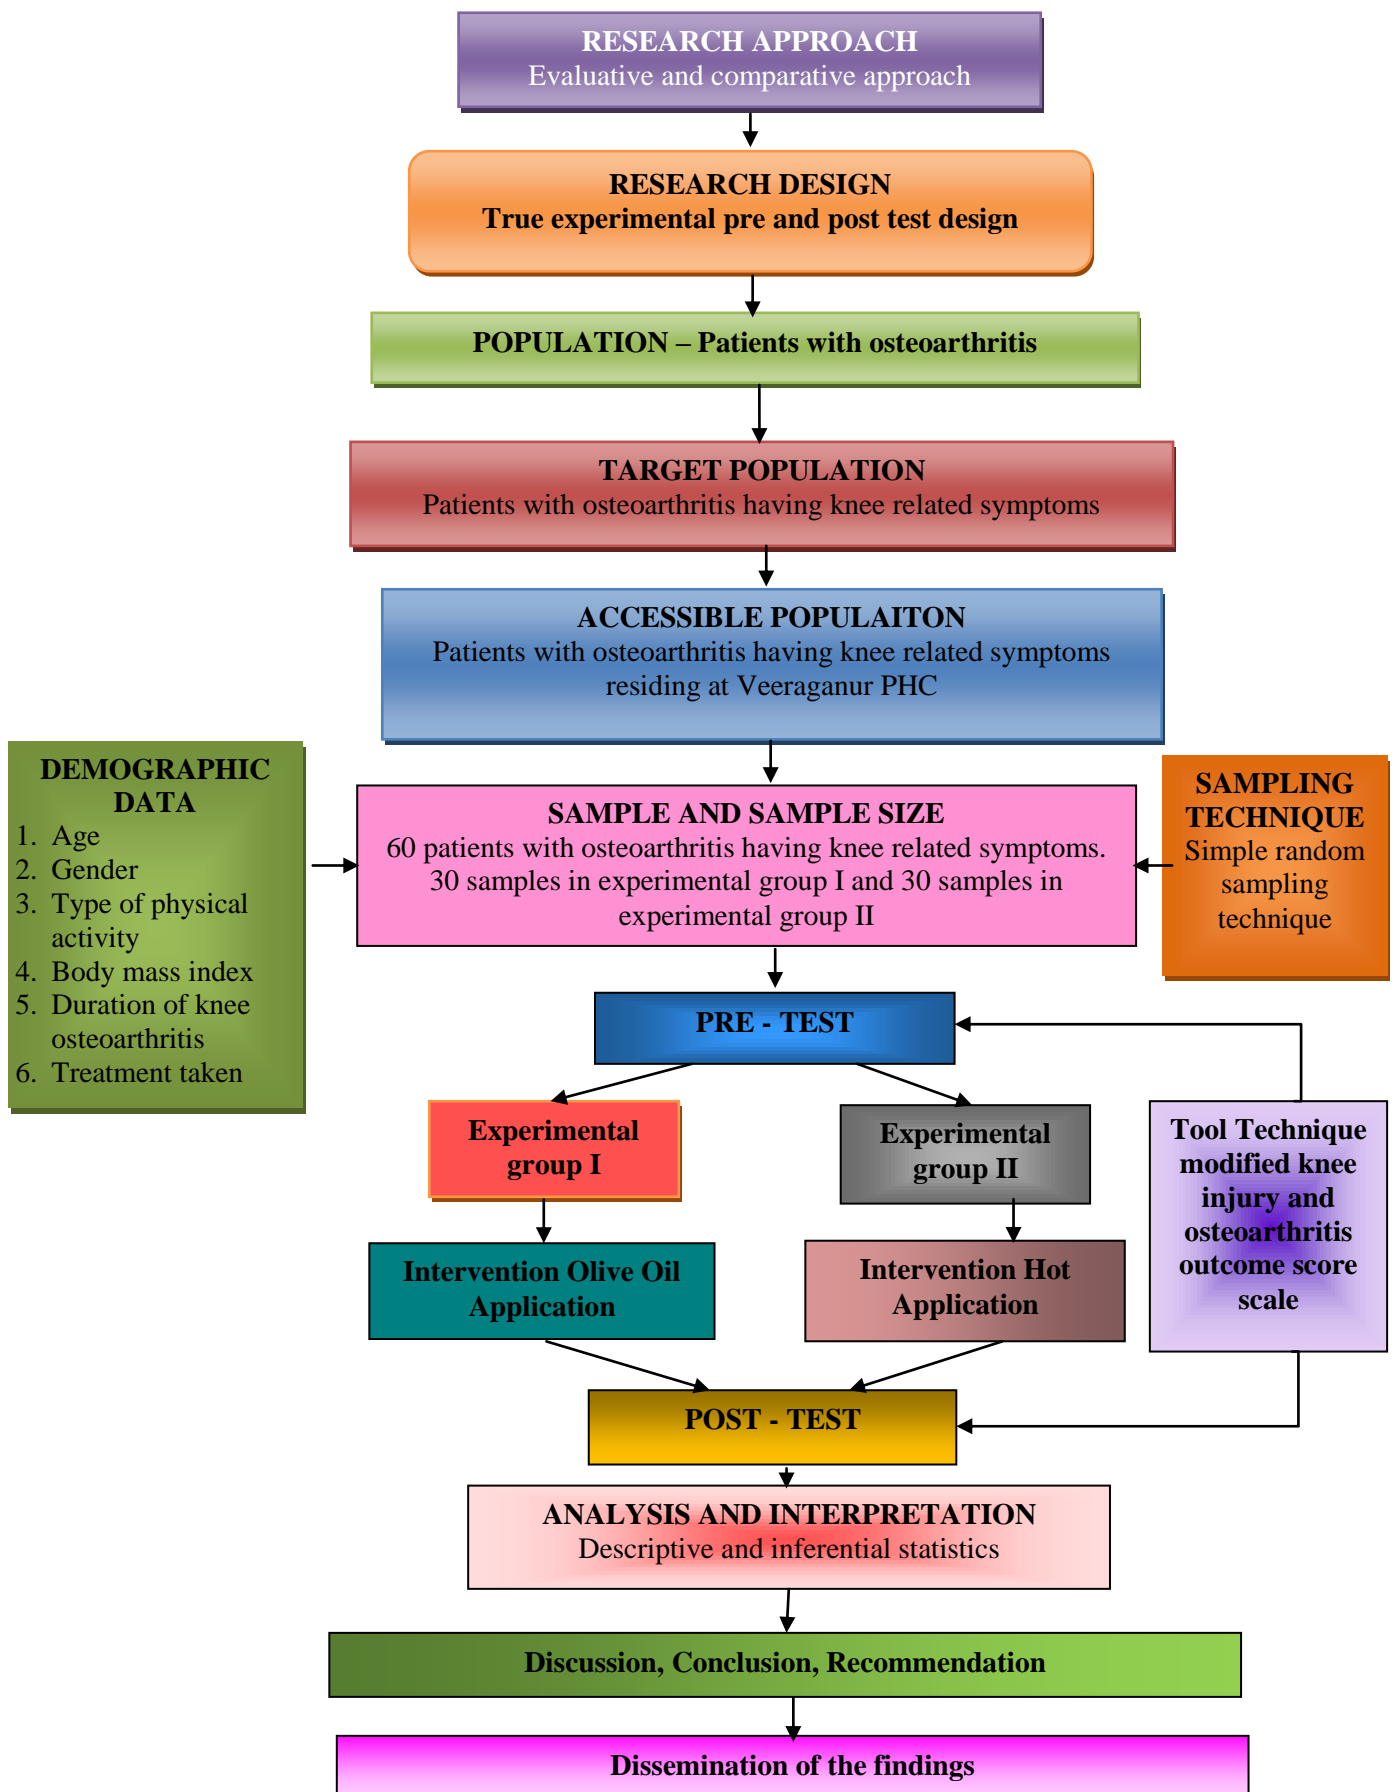 RESEARCH APPROACH
Evaluative and comparative approach
RESEARCH DESIGN
True experimental pre and post test design
POPULATION – Patients with osteoarthritis
TARGET POPULATION
Patients with osteoarthritis having knee related symptoms
ACCESSIBLE POPULAITON
Patients with osteoarthritis having knee related symptoms
residing at Veeraganur PHC
DEMOGRAPHIC
DATA
1. Age
2. Gender
3. Type of physical
activity
4. Body mass index
5. Duration of knee
osteoarthritis
6. Treatment taken
SAMPLE AND SAMPLE SIZE
60 patients with osteoarthritis having knee related symptoms.
30 samples in experimental group I and 30 samples in
experimental group II
SAMPLING
TECHNIQUE
Simple random
sampling
technique
PRE - TEST
Experimental
group I
Experimental
group II
Tool Technique
modified knee
injury and
osteoarthritis
outcome score
scale
Intervention Olive Oil
Application
Intervention Hot
Application
POST - TEST
ANALYSIS AND INTERPRETATION
Descriptive and inferential statistics
Discussion, Conclusion, Recommendation
Dissemination of the findings